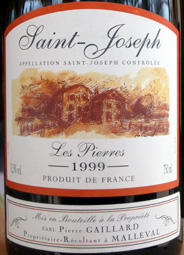 Saint-Joseph
APPELLATION SAINT-JOSEPH CONTRÔLÉE
Les Pierres
1999
PRODUIT DE FRANCE
Mis en Bouteille à la Propriété
EARL Pierre GAILLARD
Propriétaire-Récoltant à MALLEVAL